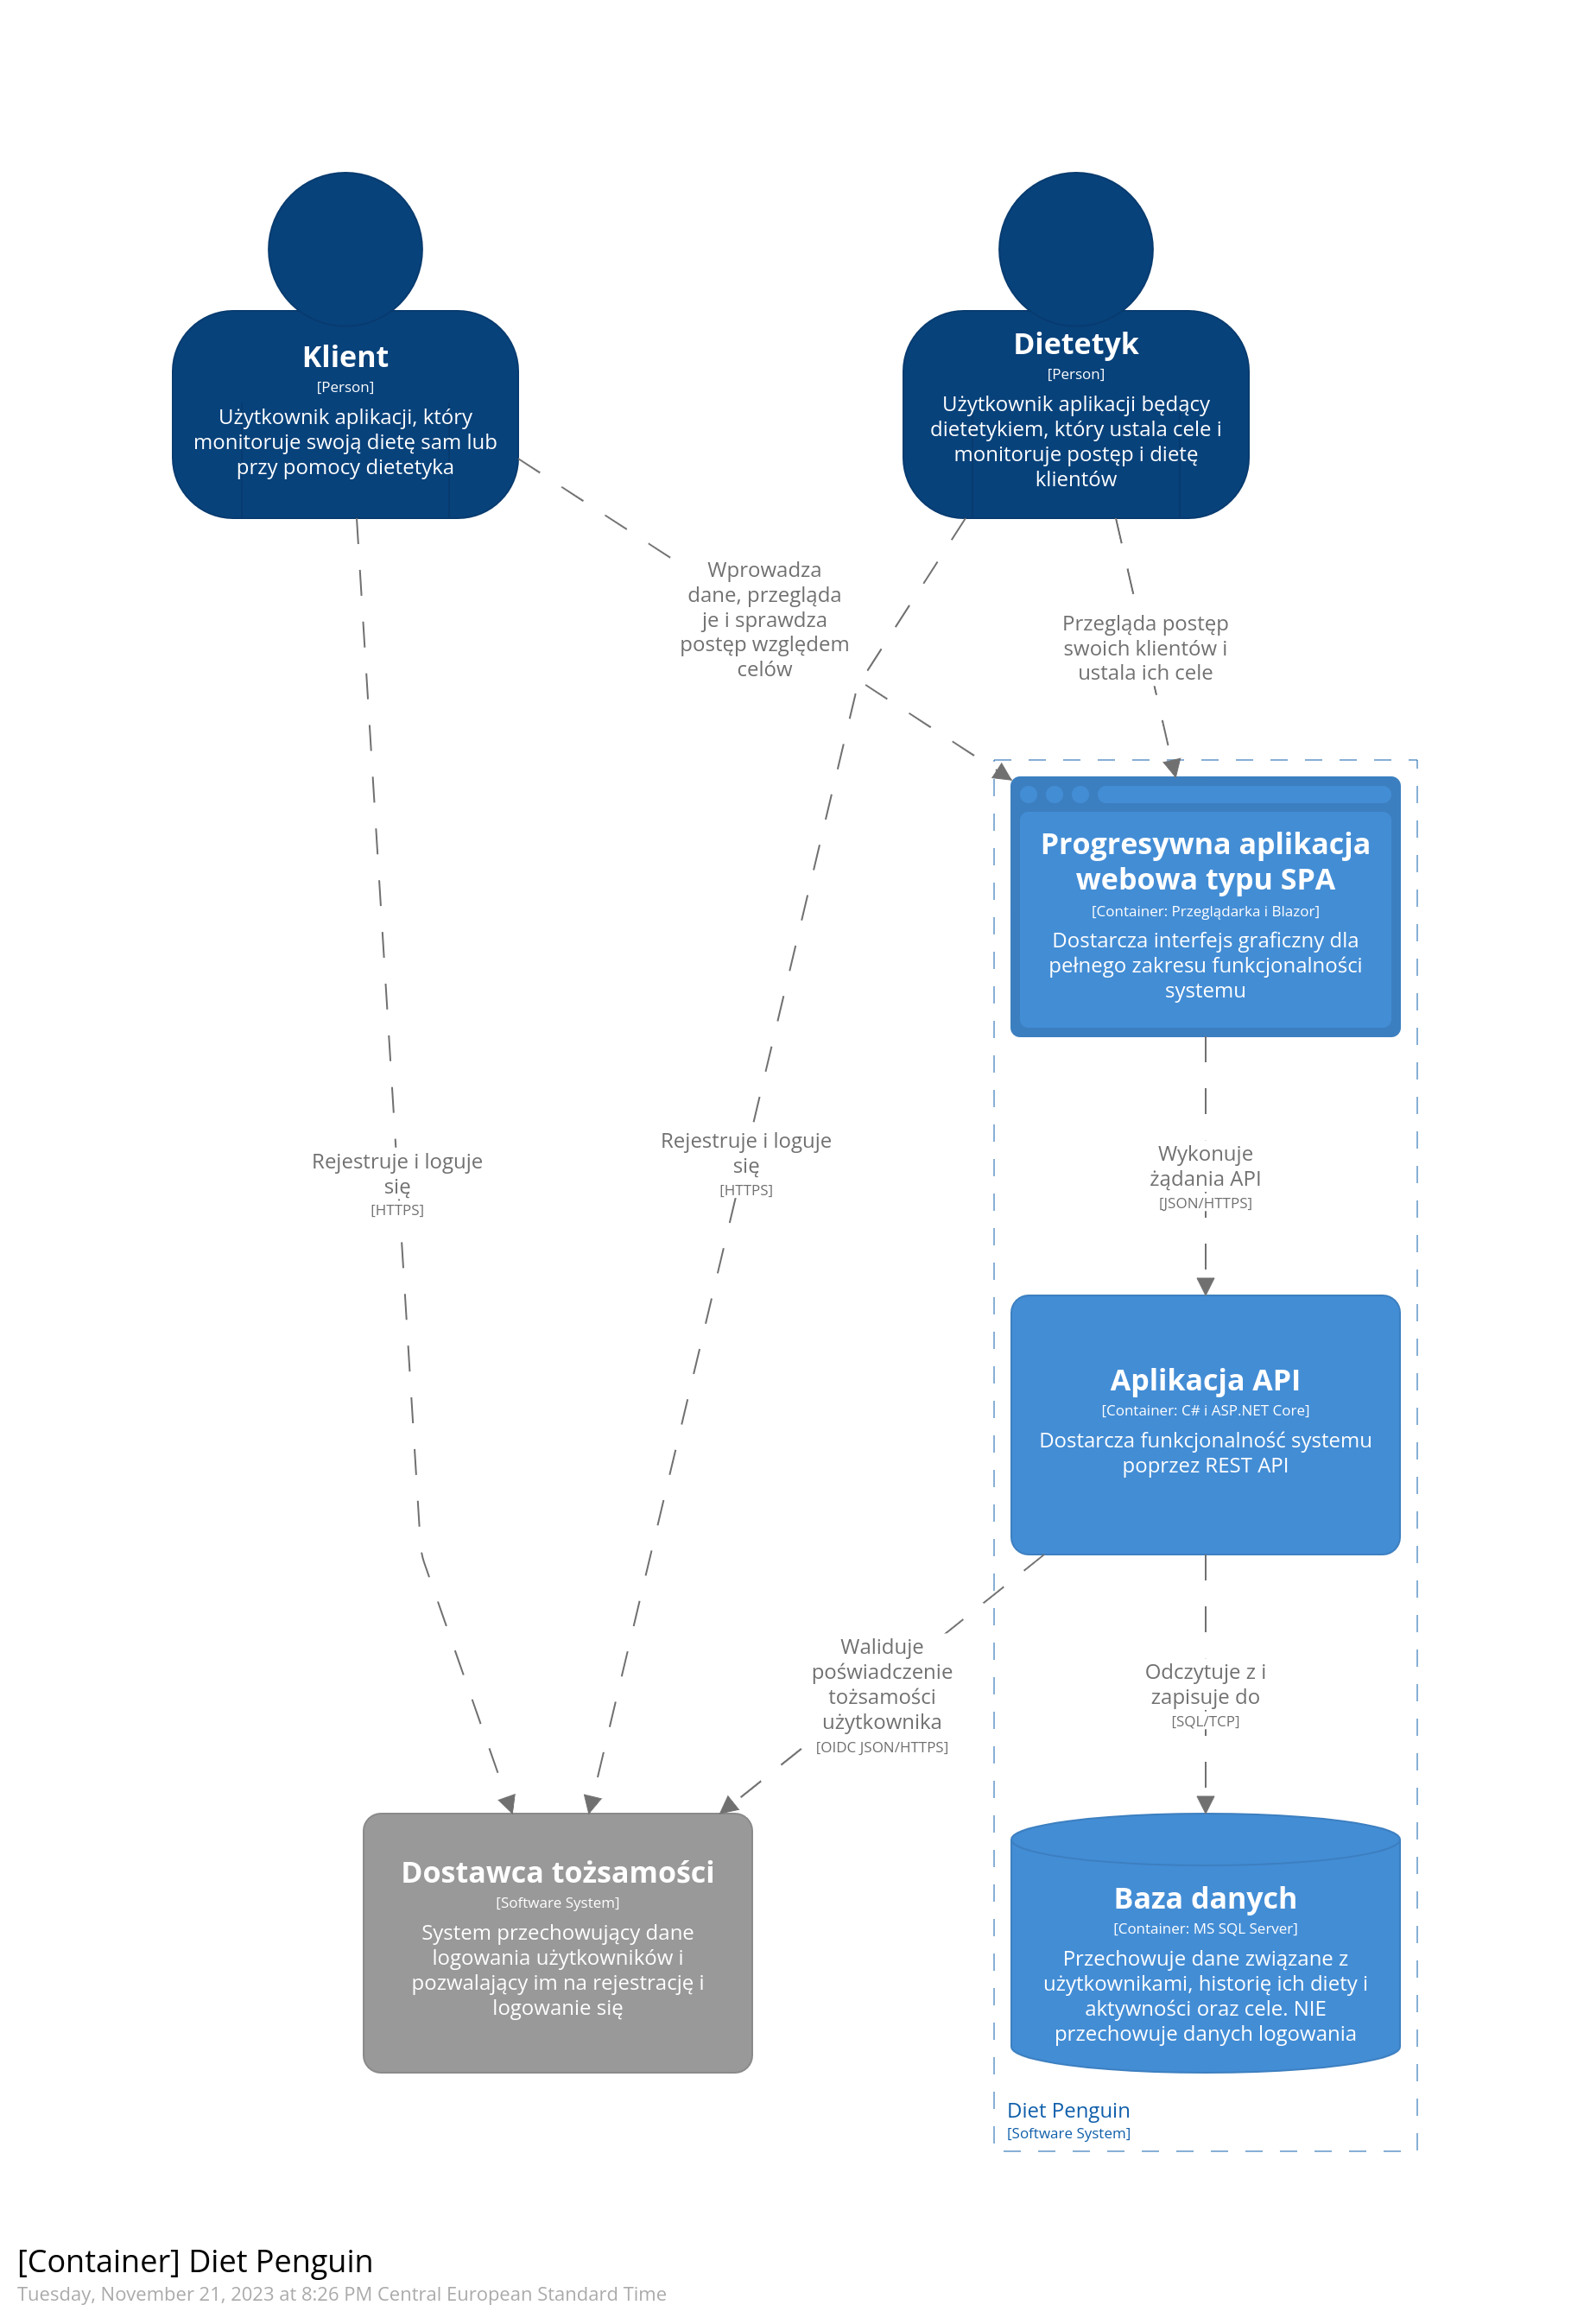 Klient
[Person]
Użytkownik aplikacji, który
monitoruje swoją dietę sam lub
przy pomocy dietetyka
Dietetyk
[Person]
Użytkownik aplikacji będący
dietetykiem, który ustala cele i
monitoruje postęp i dietę
klientów
Wprowadza
dane, przegląda
je i sprawdza
postęp względem
celów
Przegląda postęp
swoich klientów i
ustala ich cele
Progresywna aplikacja
webowa typu SPA
[Container: Przeglądarka i Blazor]
Dostarcza interfejs graficzny dla
pełnego zakresu funkcjonalności
systemu
Rejestruje i loguje
się
[HTTPS]
Rejestruje i loguje
się
[HTTPS]
Wykonuje
żądania API
[JSON/HTTPS]
Aplikacja API
[Container: C# i ASP.NET Core]
Dostarcza funkcjonalność systemu
poprzez REST API
Waliduje
poświadczenie
tożsamości
użytkownika
[OIDC JSON/HTTPS]
Odczytuje z i
zapisuje do
[SQL/TCP]
Dostawca tożsamości
[Software System]
System przechowujący dane
logowania użytkowników i
pozwalający im na rejestrację i
logowanie się
Baza danych
[Container: MS SQL Server]
Przechowuje dane związane z
użytkownikami, historię ich diety i
aktywności oraz cele. NIE
przechowuje danych logowania
Diet Penguin
[Software System]
[Container] Diet Penguin
Tuesday, November 21, 2023 at 8:26 PM Central European Standard Time